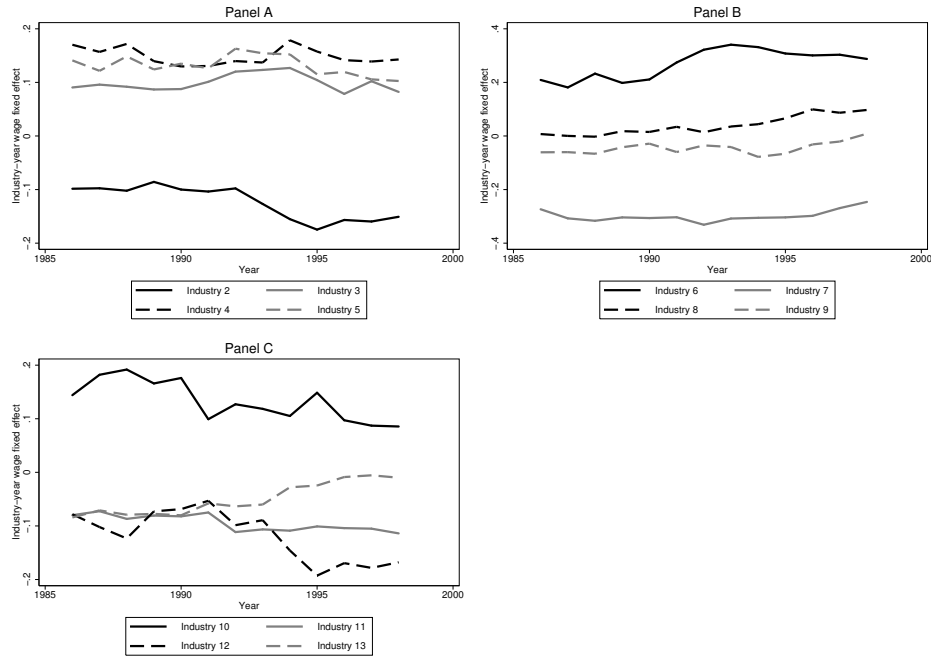 Panel A
Industry-year wage fixed effect
.2
.1
0
-.1
-.2
1985 1990 1995 2000
Year
Industry 2 Industry 3
Industry 4 Industry 5
Panel B
Industry-year wage fixed effect
.4
.2
0
-.2
-.4
1985 1990 1995 2000
Year
Industry 6 Industry 7
Industry 8 Industry 9
Panel C
Industry-year wage fixed effect
.2
.1
0
-.1
-.2
1985 1990 1995 2000
Year
Industry 10 Industry 11
Industry 12 Industry 13